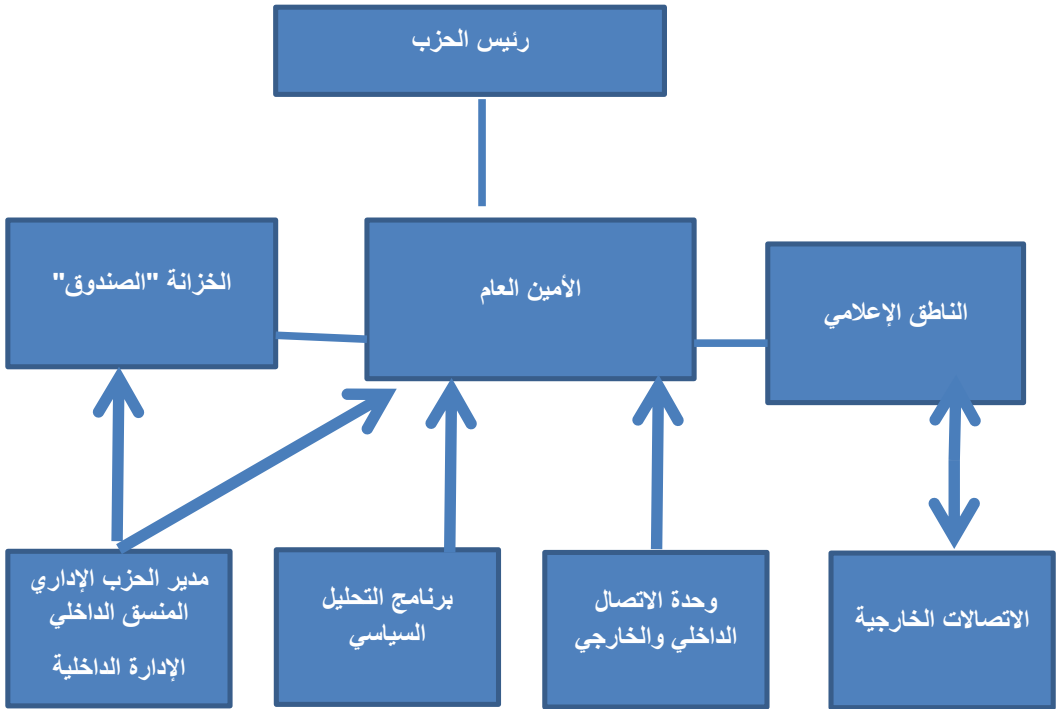 رئيس الحزب
الناطق الإعلامي
الأمين العام
الخزانة "الصندوق"
الاتصالات الخارجية
وحدة الاتصال
الداخلي والخارجي
برنامج التحليل
السياسي
مدير الحزب الإداري
المنسق الداخلي
الإدارة الداخلية